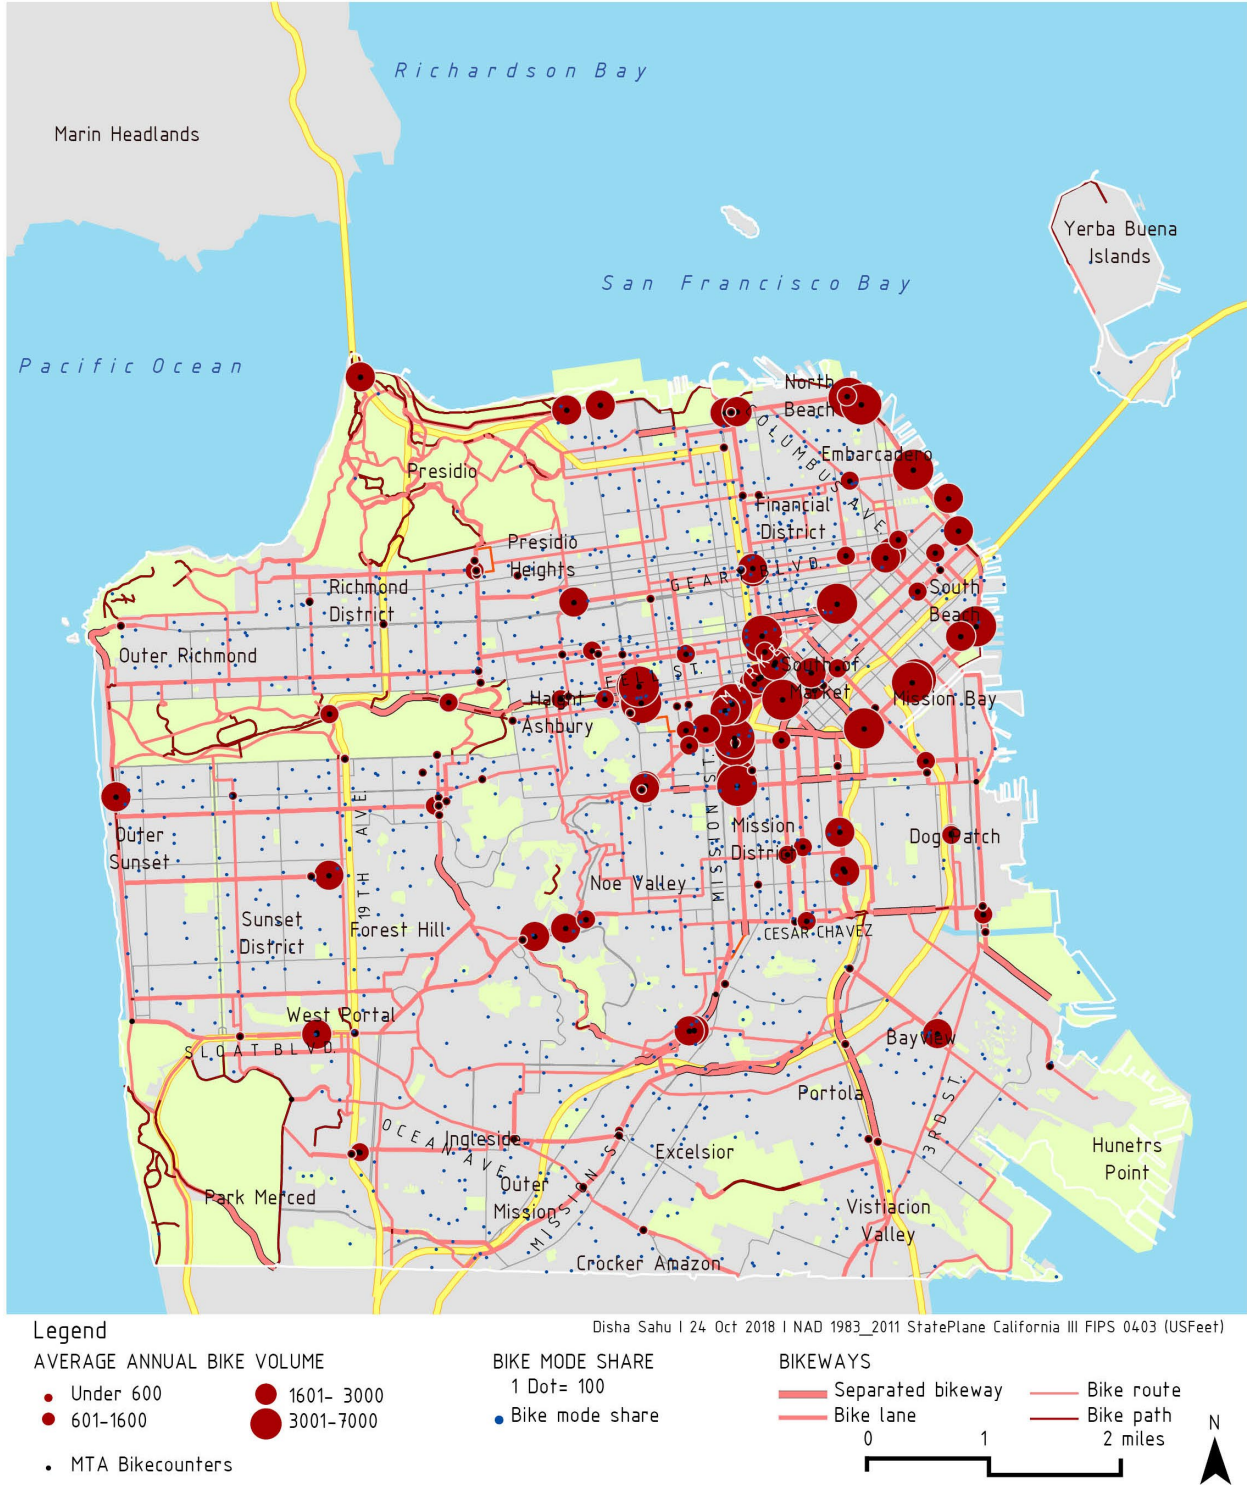 Richardson Bay
Marin Headlands
Yerba Buena
Islands
San Francisco Bay
Pacific Ocean
North
Beach
COLUMBUS AVE
Embarcadero
Presidio
Financial
District
Presidio
Heights
GEARY BLVD.
Richmond
District
South
Beach
Outer Richmond
FELL ST.
South of
Market
Haight
Ashbury
Mission Bay
MISSION ST.
19TH AVE.
Outer
Sunset
Mission
District
Dog Patch
Noe Valley
Sunset
District
Forest Hill
CESAR CHAVEZ
West Portal
SLOAT BLVD.
Bayview
Portola
3RD ST.
OCEAN AVE
Ingleside
Excelsior
Hunetrs
Point
Outer
Mission
MISSION S
Park Merced
Vistiacion
Valley
Crocker Amazon
Disha Sahu | 24 Oct 2018 | NAD 1983_2011 StatePlane California III FIPS 0403 (USFeet)
Legend
AVERAGE ANNUAL BIKE VOLUME
Under 600
601-1600
1601- 3000
3001-7000
MTA Bikecounters
BIKE MODE SHARE
1 Dot= 100
Bike mode share
BIKEWAYS
Separated bikeway
Bike lane
Bike route
Bike path
0 1 2 miles
N